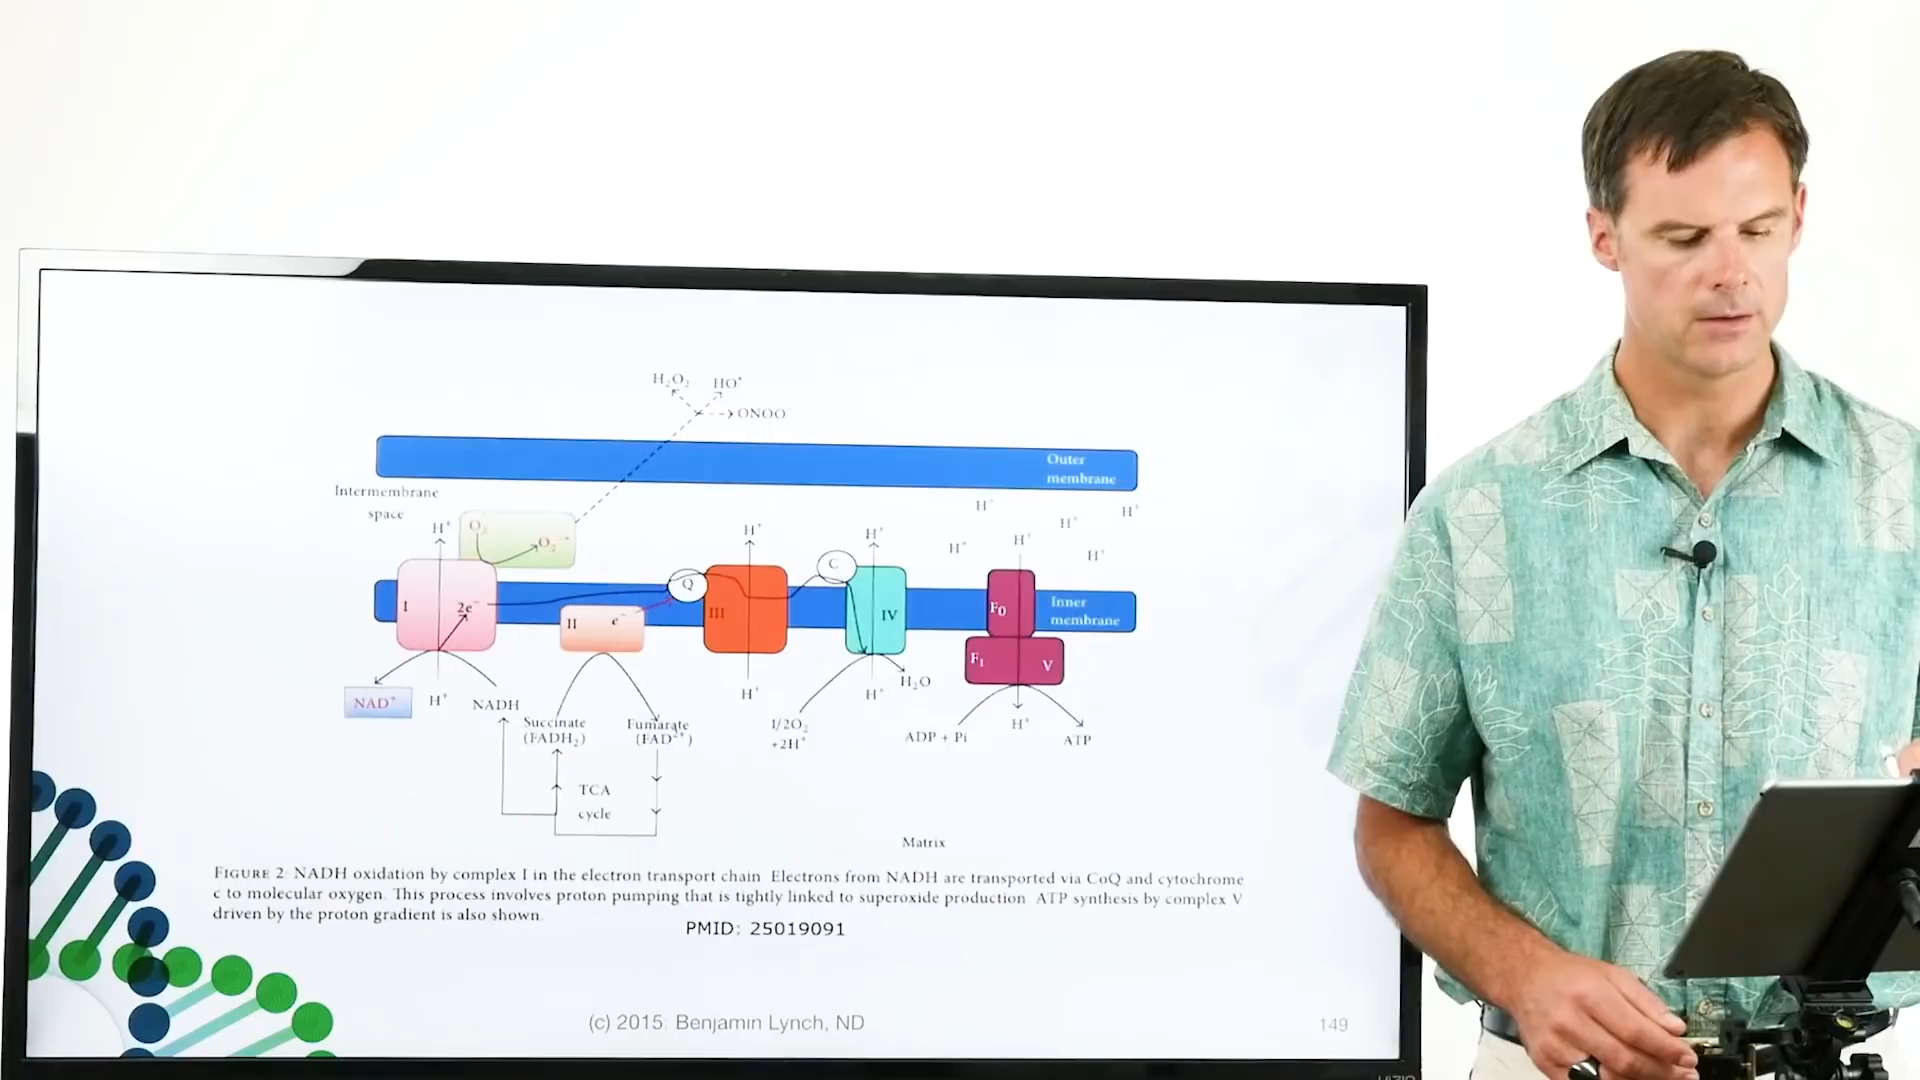 H₂O₂ HO•
ONOO⁻
Outer
membrane
Intermembrane
space
H⁺ H⁺ H⁺
H⁺ O₂ O₂⁻• H⁺ H⁺ H⁺ H⁺ H⁺
I 2e⁻ Q III C IV F₀ Inner
membrane
II e⁻
F₁ V
NAD⁺ H⁺ NADH H⁺ H⁺ H₂O
Succinate Fumarate 1/2O₂ H⁺
(FADH₂) (FAD²⁺) +2H⁺ ADP + Pi ATP
TCA
cycle
Matrix
FIGURE 2 NADH oxidation by complex I in the electron transport chain Electrons from NADH are transported via CoQ and cytochrome
c to molecular oxygen. This process involves proton pumping that is tightly linked to superoxide production ATP synthesis by complex V
driven by the proton gradient is also shown.
PMID: 25019091
(c) 2015. Benjamin Lynch, ND 149
VIZIO